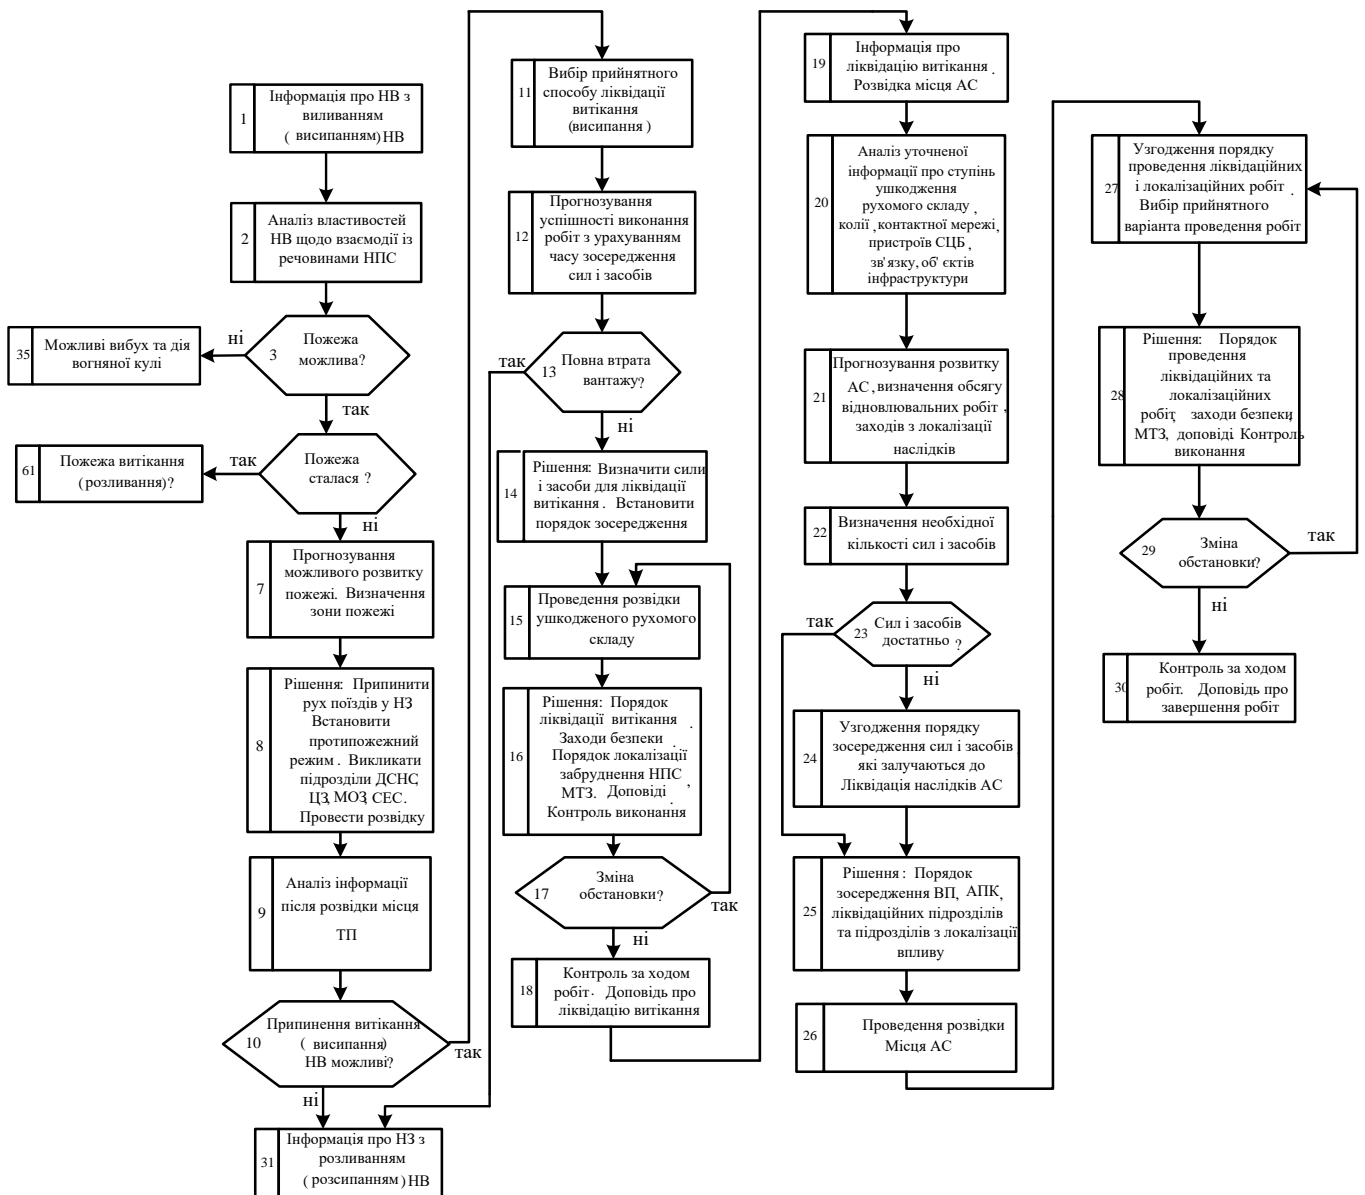 1
Інформація про НВ з
виливанням
( висипанням) НВ
2
Аналіз властивостей
НВ щодо взаємодії із
речовинами НПС
3
Пожежа
можлива?
ні
так
35
Можливі вибух та дія
вогняної кулі
Пожежа
сталася ?
так
ні
61
Пожежа витікання
(розливання)?
7
Прогнозування
можливого розвитку
пожежі. Визначення
зони пожежі
8
Рішення: Припинити
рух поїздів у НЗ
Встановити
протипожежний
режим . Викликати
підрозділи ДСНС,
ЦЗ, МОЗ, СЕС.
Провести розвідку
9
Аналіз інформації
після розвідки місця
ТП
10
Припинення витікання
( висипання)
НВ можливі?
так
ні
31
Інформація про НЗ з
розливанням
( розсипанням) НВ
11
Вибір прийнятного
способу ліквідації
витікання
(висипання )
12
Прогнозування
успішності виконання
робіт з урахуванням
часу зосередження
сил і засобів
13
Повна втрата
вантажу?
так
ні
14
Рішення: Визначити сили
і засоби для ліквідації
витікання . Встановити
порядок зосередження
15
Проведення розвідки
ушкодженого рухомого
складу
16
Рішення: Порядок
ліквідації витікання .
Заходи безпеки .
Порядок локалізації
забруднення НПС ,
МТЗ. Доповіді .
Контроль виконання
17
Зміна
обстановки?
так
ні
18
Контроль за ходом
робіт. Доповідь про
ліквідацію витікання
19
Інформація про
ліквідацію витікання .
Розвідка місця АС
20
Аналіз уточненої
інформації про ступінь
ушкодження
рухомого складу ,
колії ,контактної мережі,
пристроїв СЦБ ,
зв'язку, об' єктів
інфраструктури
21
Прогнозування розвитку
АС, визначення обсягу
відновлювальних робіт ,
заходів з локалізації
наслідків
22
Визначення необхідної
кількості сил і засобів
23
Сил і засобів
достатньо ?
так
ні
24
Узгодження порядку
зосередження сил і засобів
які залучаються до
Ліквідація наслідків АС
25
Рішення : Порядок
зосередження ВП, АПК,
ліквідаційних підрозділів
та підрозділів з локалізації
впливу
26
Проведення розвідки
Місця АС
27
Узгодження порядку
проведення ліквідаційних
і локалізаційних робіт .
Вибір прийнятного
варіанта проведення робіт
28
Рішення: Порядок
проведення
ліквідаційних та
локалізаційних
робіт, заходи безпеки,
МТЗ, доповіді. Контроль
виконання
29
Зміна
обстановки?
так
ні
30
Контроль за ходом
робіт. Доповідь про
завершення робіт